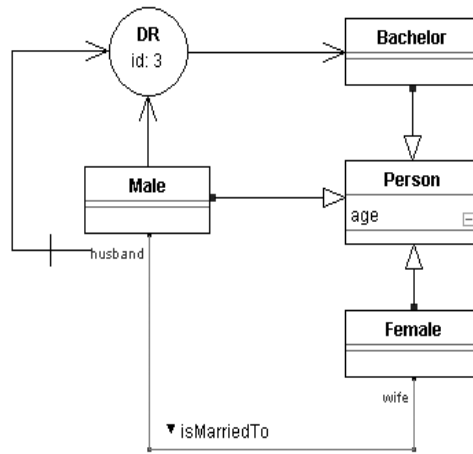 DR
id: 3
Bachelor
Male
Person
age
husband
Female
wife
▼ isMarriedTo